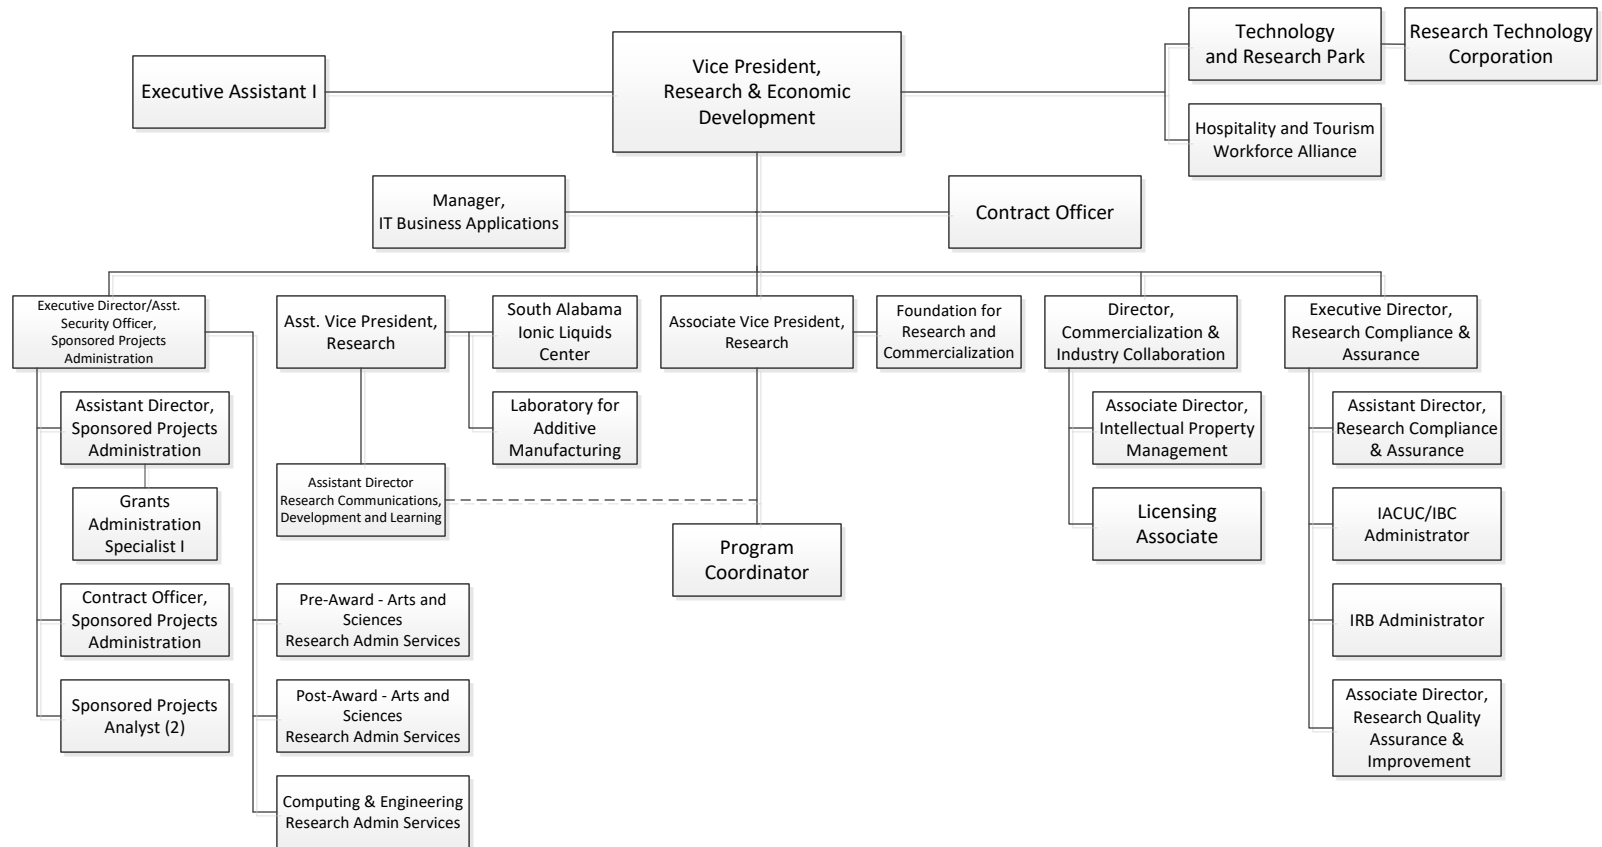 Technology
and Research Park
Research Technology
Corporation
Vice President,
Research & Economic
Development
Executive Assistant I
Hospitality and Tourism
Workforce Alliance
Manager,
IT Business Applications
Contract Officer
Executive Director/Asst.
Security Officer,
Sponsored Projects
Administration
Asst. Vice President,
Research
South Alabama
Ionic Liquids
Center
Associate Vice President,
Research
Foundation for
Research and
Commercialization
Director,
Commercialization &
Industry Collaboration
Executive Director,
Research Compliance &
Assurance
Assistant Director,
Sponsored Projects
Administration
Laboratory for
Additive
Manufacturing
Associate Director,
Intellectual Property
Management
Assistant Director,
Research Compliance
& Assurance
Assistant Director
Research Communications,
Development and Learning
Grants
Administration
Specialist I
Program
Coordinator
Licensing
Associate
IACUC/IBC
Administrator
Contract Officer,
Sponsored Projects
Administration
Pre-Award - Arts and
Sciences
Research Admin Services
IRB Administrator
Sponsored Projects
Analyst (2)
Post-Award - Arts and
Sciences
Research Admin Services
Associate Director,
Research Quality
Assurance &
Improvement
Computing & Engineering
Research Admin Services